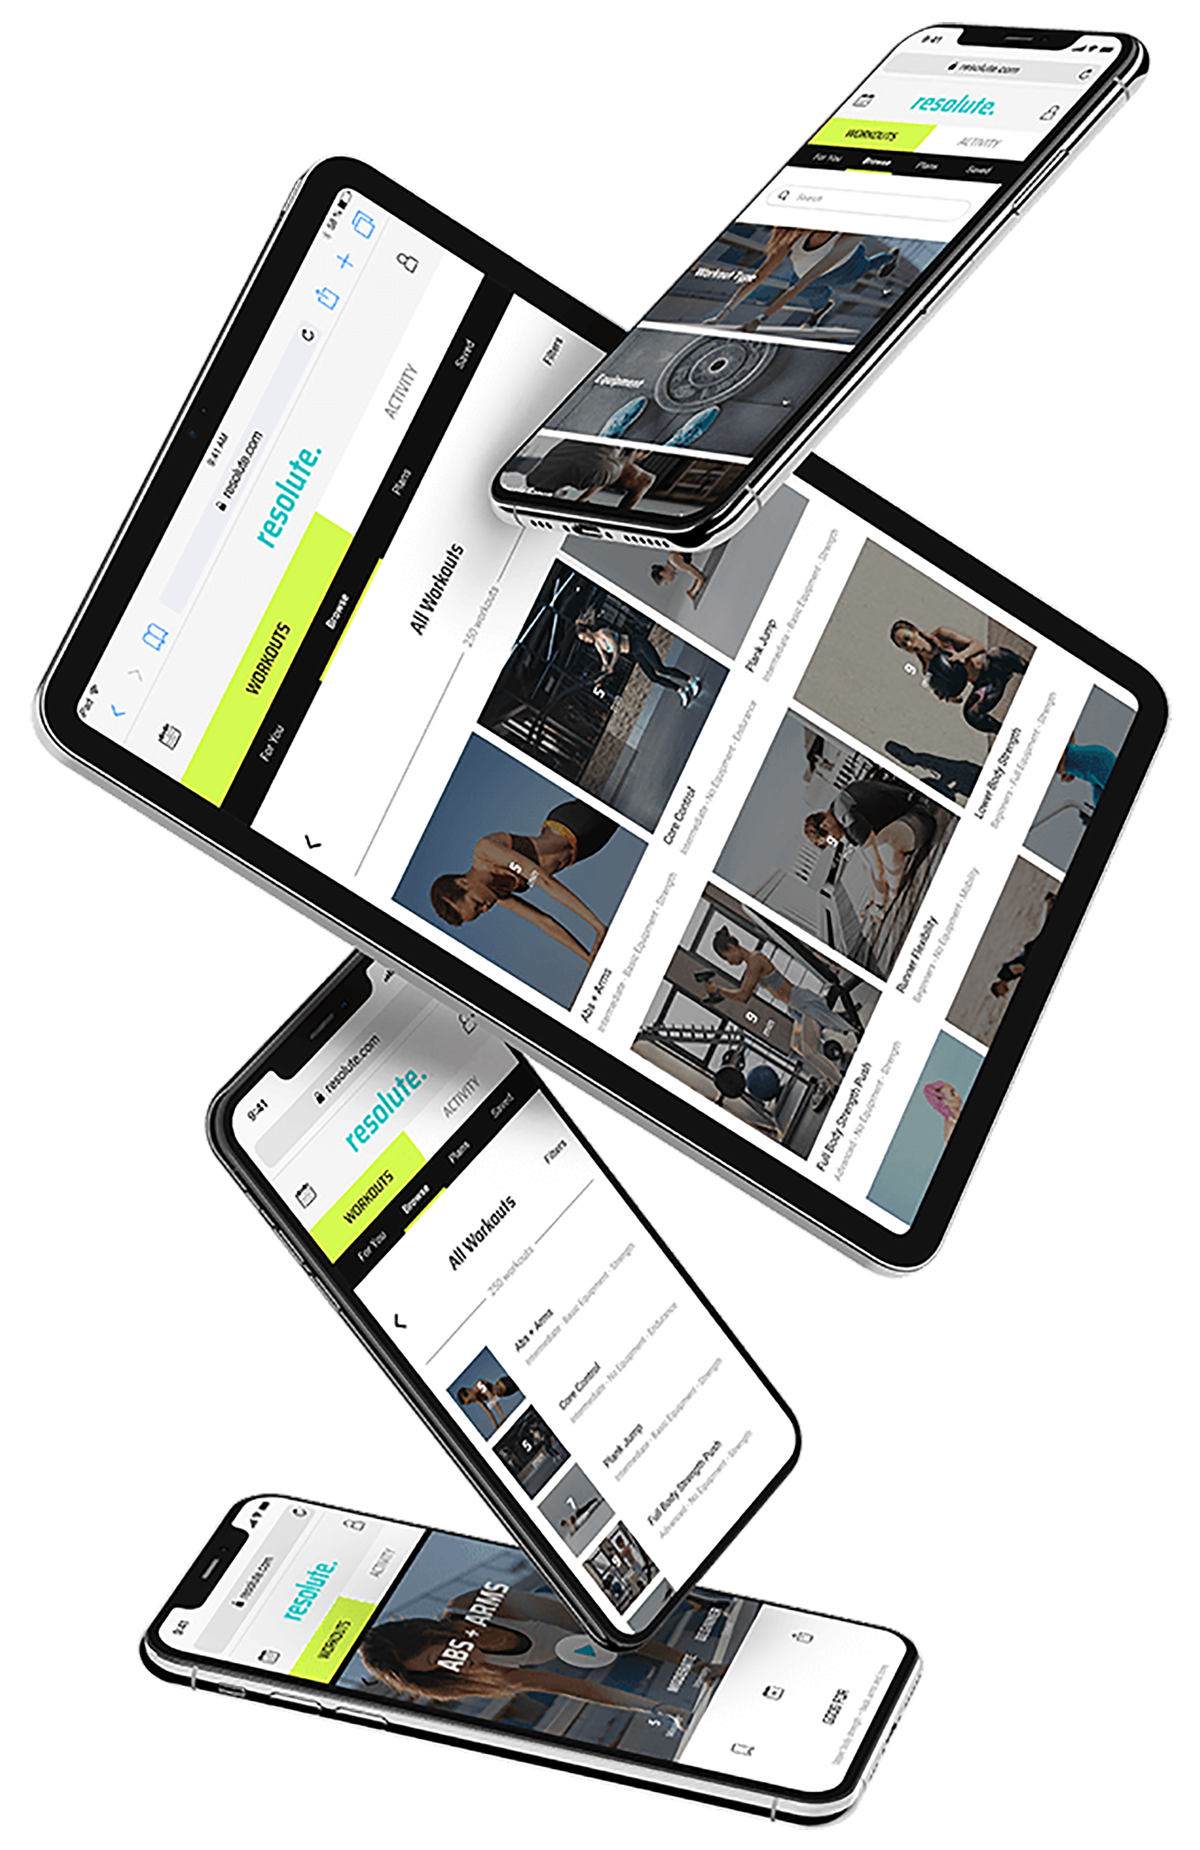 9:41
resolute.com
resolute.
WORKOUTS
ACTIVITY
For You
Browse
Plans
Saved
Search
Workout Type
Equipment
iPad
9:41 AM
resolute.com
resolute.
WORKOUTS
ACTIVITY
For You
Browse
Plans
Saved
All Workouts
Filters
250 workouts
5
Abs + Arms
Intermediate · Basic Equipment · Strength
5
Core Control
Intermediate · No Equipment · Endurance
Plank Jump
Intermediate · Basic Equipment · Strength
9
min
Full Body Strength Push
Advanced · No Equipment · Strength
9
Runner Flexibility
Beginners · No Equipment · Mobility
9
Lower Body Strength
Beginners · Full Equipment · Strength
9:41
resolute.com
resolute.
WORKOUTS
ACTIVITY
For You
Browse
Plans
Saved
All Workouts
Filters
250 workouts
5
Abs + Arms
Intermediate · Basic Equipment · Strength
5
Core Control
Intermediate · No Equipment · Endurance
7
Plank Jump
Intermediate · Basic Equipment · Strength
9
Full Body Strength Push
Advanced · No Equipment · Strength
9:41
resolute.com
resolute.
WORKOUTS
ACTIVITY
ABS + ARMS
5
MODERATE
BEGINNER
GOOD FOR